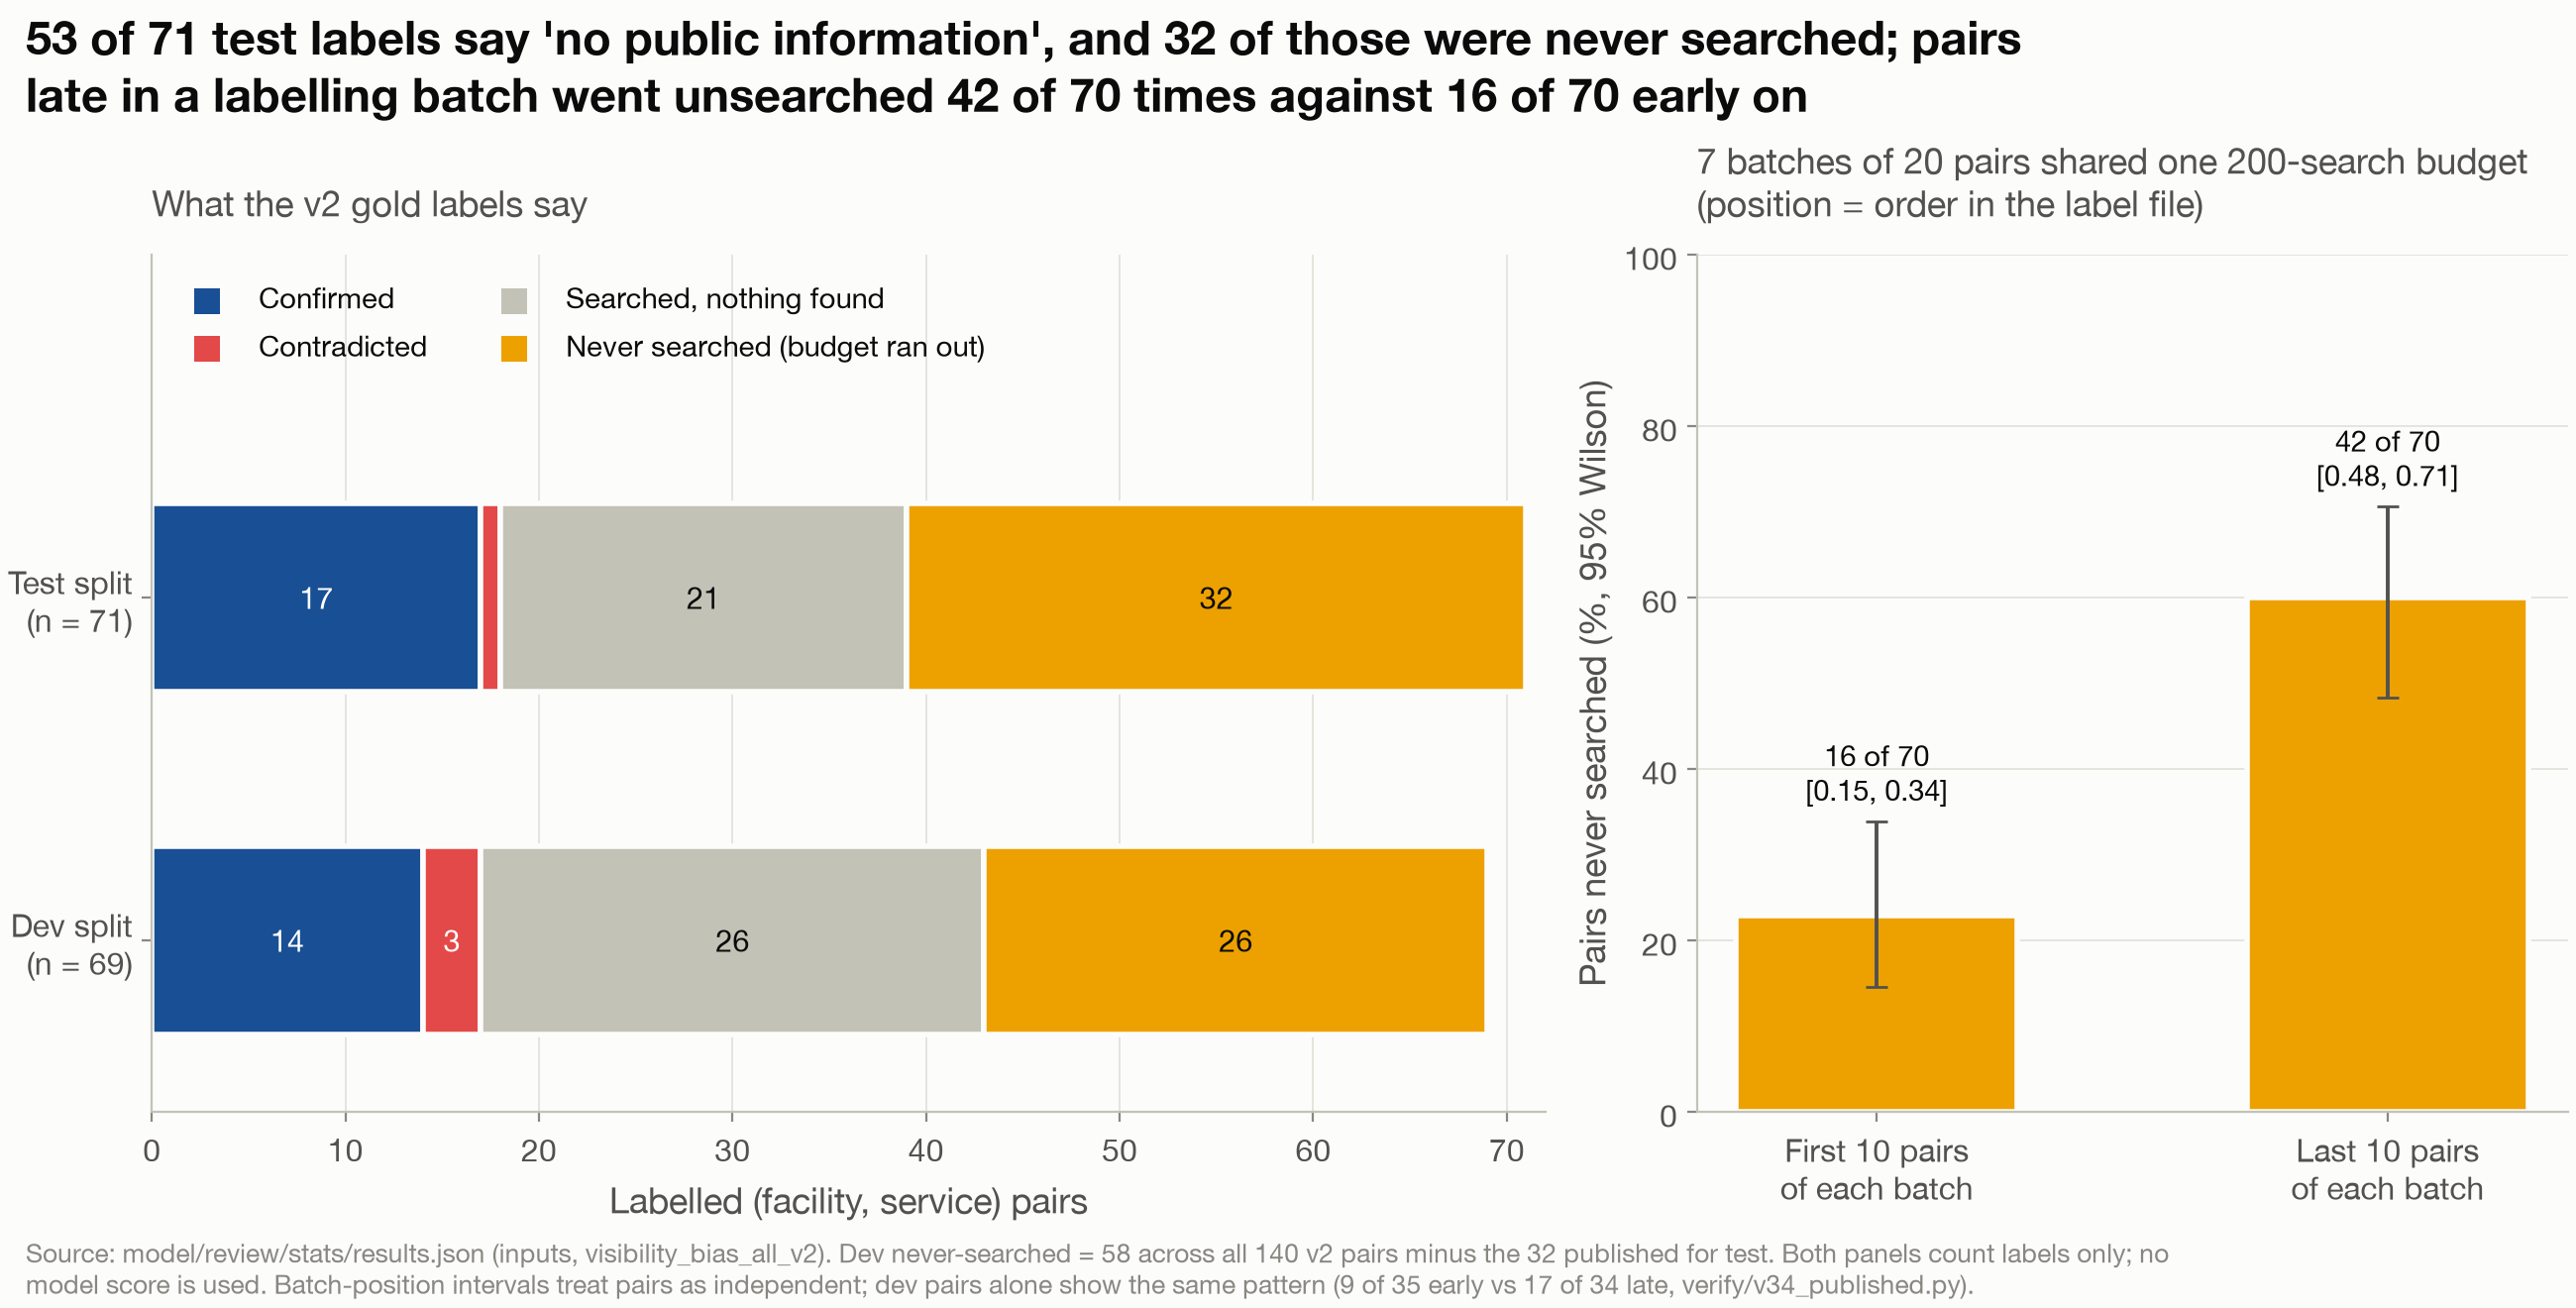 53 of 71 test labels say 'no public information', and 32 of those were never searched; pairs
late in a labelling batch went unsearched 42 of 70 times against 16 of 70 early on
What the v2 gold labels say
Confirmed
Searched, nothing found
Contradicted
Never searched (budget ran out)
Test split
(n = 71)
17
21
32
Dev split
(n = 69)
14
3
26
26
0
10
20
30
40
50
60
70
Labelled (facility, service) pairs
7 batches of 20 pairs shared one 200-search budget
(position = order in the label file)
Pairs never searched (%, 95% Wilson)
100
80
60
40
20
0
16 of 70
[0.15, 0.34]
42 of 70
[0.48, 0.71]
First 10 pairs
of each batch
Last 10 pairs
of each batch
Source: model/review/stats/results.json (inputs, visibility_bias_all_v2). Dev never-searched = 58 across all 140 v2 pairs minus the 32 published for test. Both panels count labels only; no
model score is used. Batch-position intervals treat pairs as independent; dev pairs alone show the same pattern (9 of 35 early vs 17 of 34 late, verify/v34_published.py).